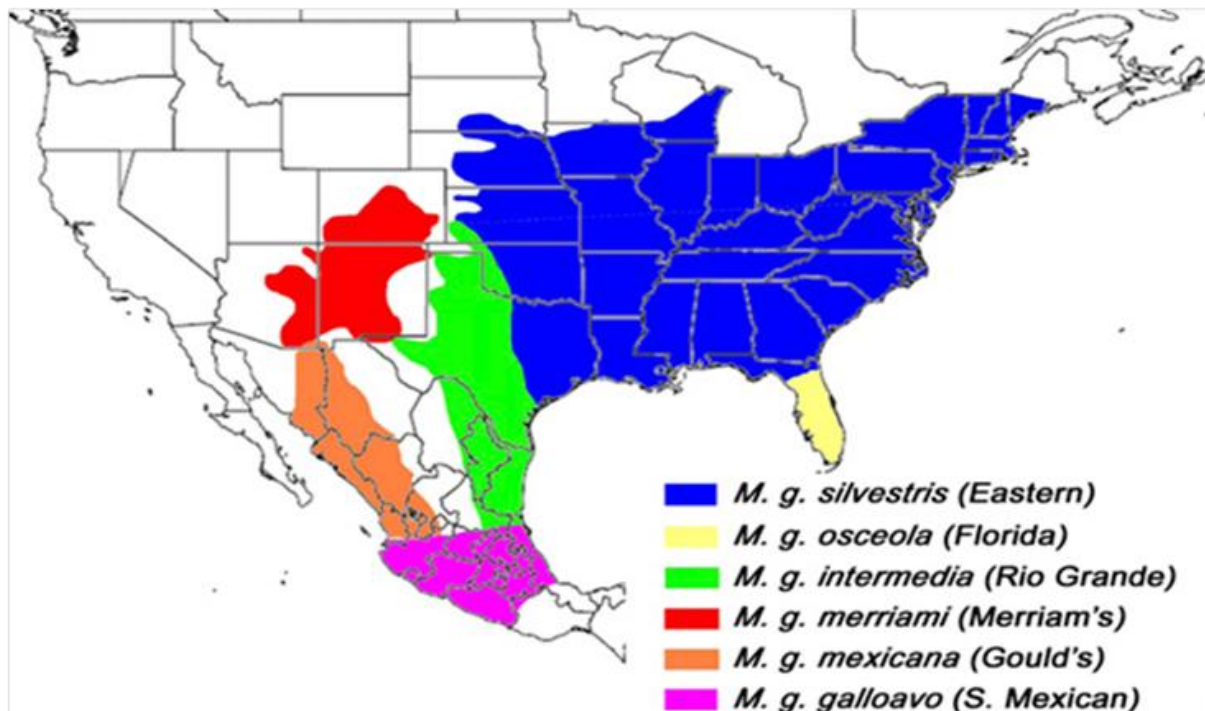 M. g. silvestris (Eastern)
M. g. osceola (Florida)
M. g. intermedia (Rio Grande)
M. g. merriami (Merriam's)
M. g. mexicana (Gould's)
M. g. galloavo (S. Mexican)